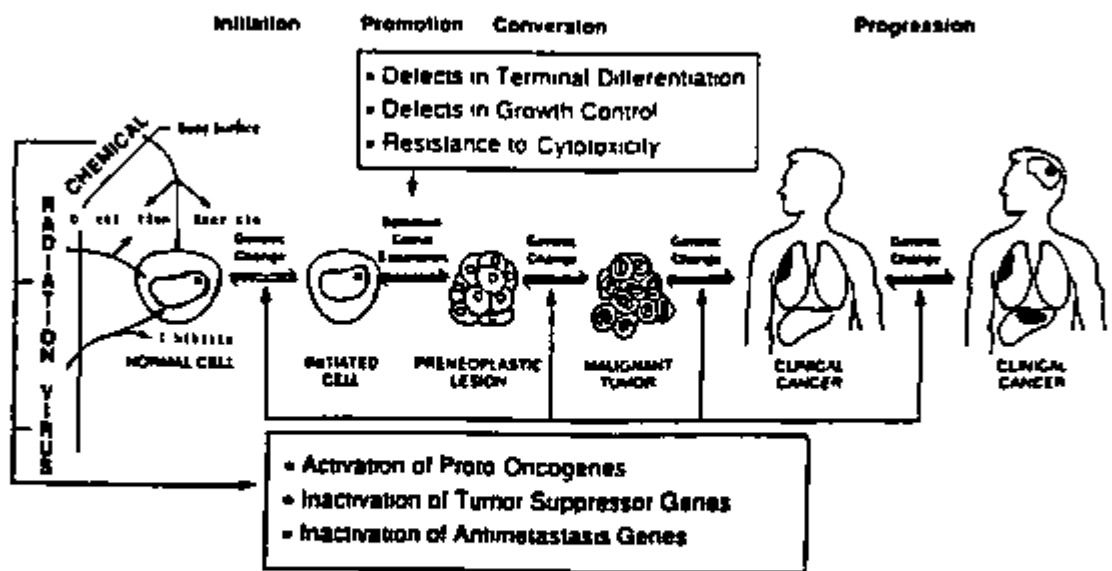 Initiation Promotion Conversion Progression
• Defects in Terminal Differentiation
• Defects in Growth Control
• Resistance to Cytotoxicity
CHEMICAL
RADIATION
VIRUS
Genetic
Change
Genetic
Change
Genetic
Change
Genetic
Change
NORMAL CELL
INITIATED
CELL
PRENEOPLASTIC
LESION
MALIGNANT
TUMOR
CLINICAL
CANCER
CLINICAL
CANCER
• Activation of Proto Oncogenes
• Inactivation of Tumor Suppressor Genes
• Inactivation of Antimetastasis Genes